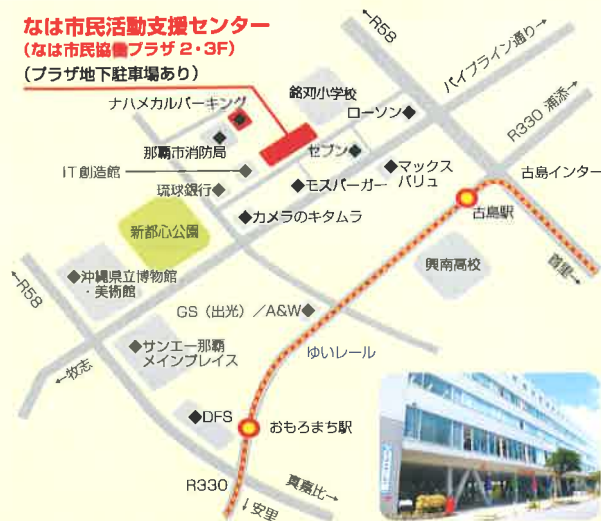 なは市民活動支援センター
(なは市民協働プラザ 2・3F)
(プラザ地下駐車場あり)
←R58
パイプライン通り→
R330 浦添→
ナハメカルパーキング
銘苅小学校
ローソン◆
那覇市消防局
セブン◆
◆マックス
バリュ
古島インター
IT創造館
琉球銀行◆
◆モスバーガー
◆カメラのキタムラ
古島駅
新都心公園
首里→
興南高校
←R58
◆沖縄県立博物館
・美術館
GS(出光)/A&W◆
◆サンエー那覇
メインプレイス
ゆいレール
←牧志
◆DFS
おもろまち駅
R330
真嘉比→
↓安里